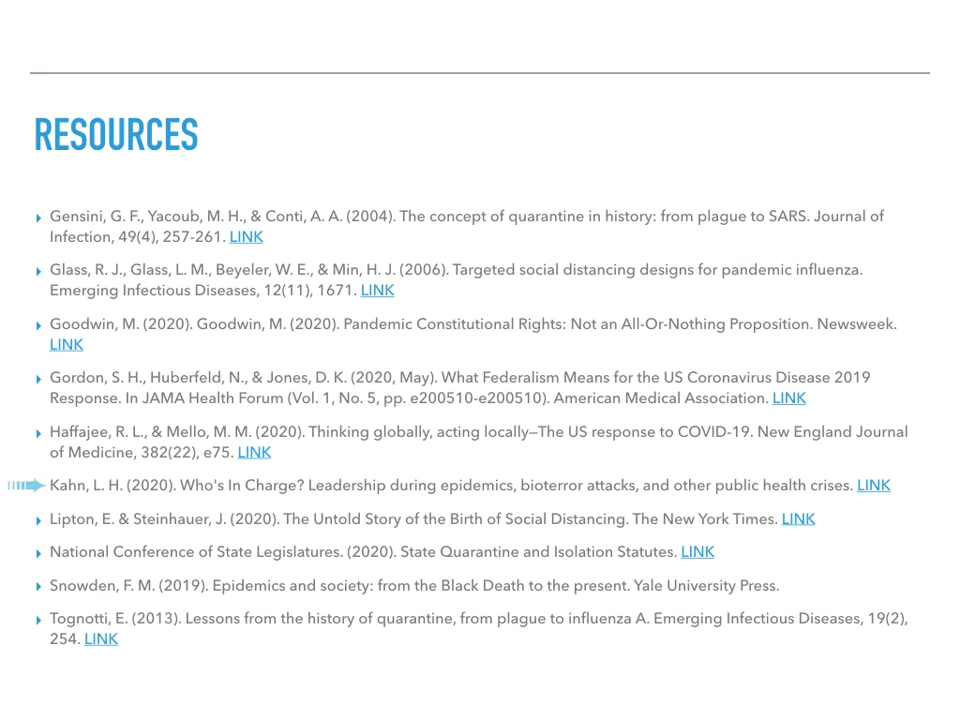 RESOURCES
Gensini, G. F., Yacoub, M. H., & Conti, A. A. (2004). The concept of quarantine in history: from plague to SARS. Journal of
Infection, 49(4), 257-261. LINK
Glass, R. J., Glass, L. M., Beyeler, W. E., & Min, H. J. (2006). Targeted social distancing designs for pandemic influenza.
Emerging Infectious Diseases, 12(11), 1671. LINK
Goodwin, M. (2020). Goodwin, M. (2020). Pandemic Constitutional Rights: Not an All-Or-Nothing Proposition. Newsweek.
LINK
Gordon, S. H., Huberfeld, N., & Jones, D. K. (2020, May). What Federalism Means for the US Coronavirus Disease 2019
Response. In JAMA Health Forum (Vol. 1, No. 5, pp. e200510-e200510). American Medical Association. LINK
Haffajee, R. L., & Mello, M. M. (2020). Thinking globally, acting locally—The US response to COVID-19. New England Journal
of Medicine, 382(22), e75. LINK
Kahn, L. H. (2020). Who's In Charge? Leadership during epidemics, bioterror attacks, and other public health crises. LINK
Lipton, E. & Steinhauer, J. (2020). The Untold Story of the Birth of Social Distancing. The New York Times. LINK
National Conference of State Legislatures. (2020). State Quarantine and Isolation Statutes. LINK
Snowden, F. M. (2019). Epidemics and society: from the Black Death to the present. Yale University Press.
Tognotti, E. (2013). Lessons from the history of quarantine, from plague to influenza A. Emerging Infectious Diseases, 19(2),
254. LINK